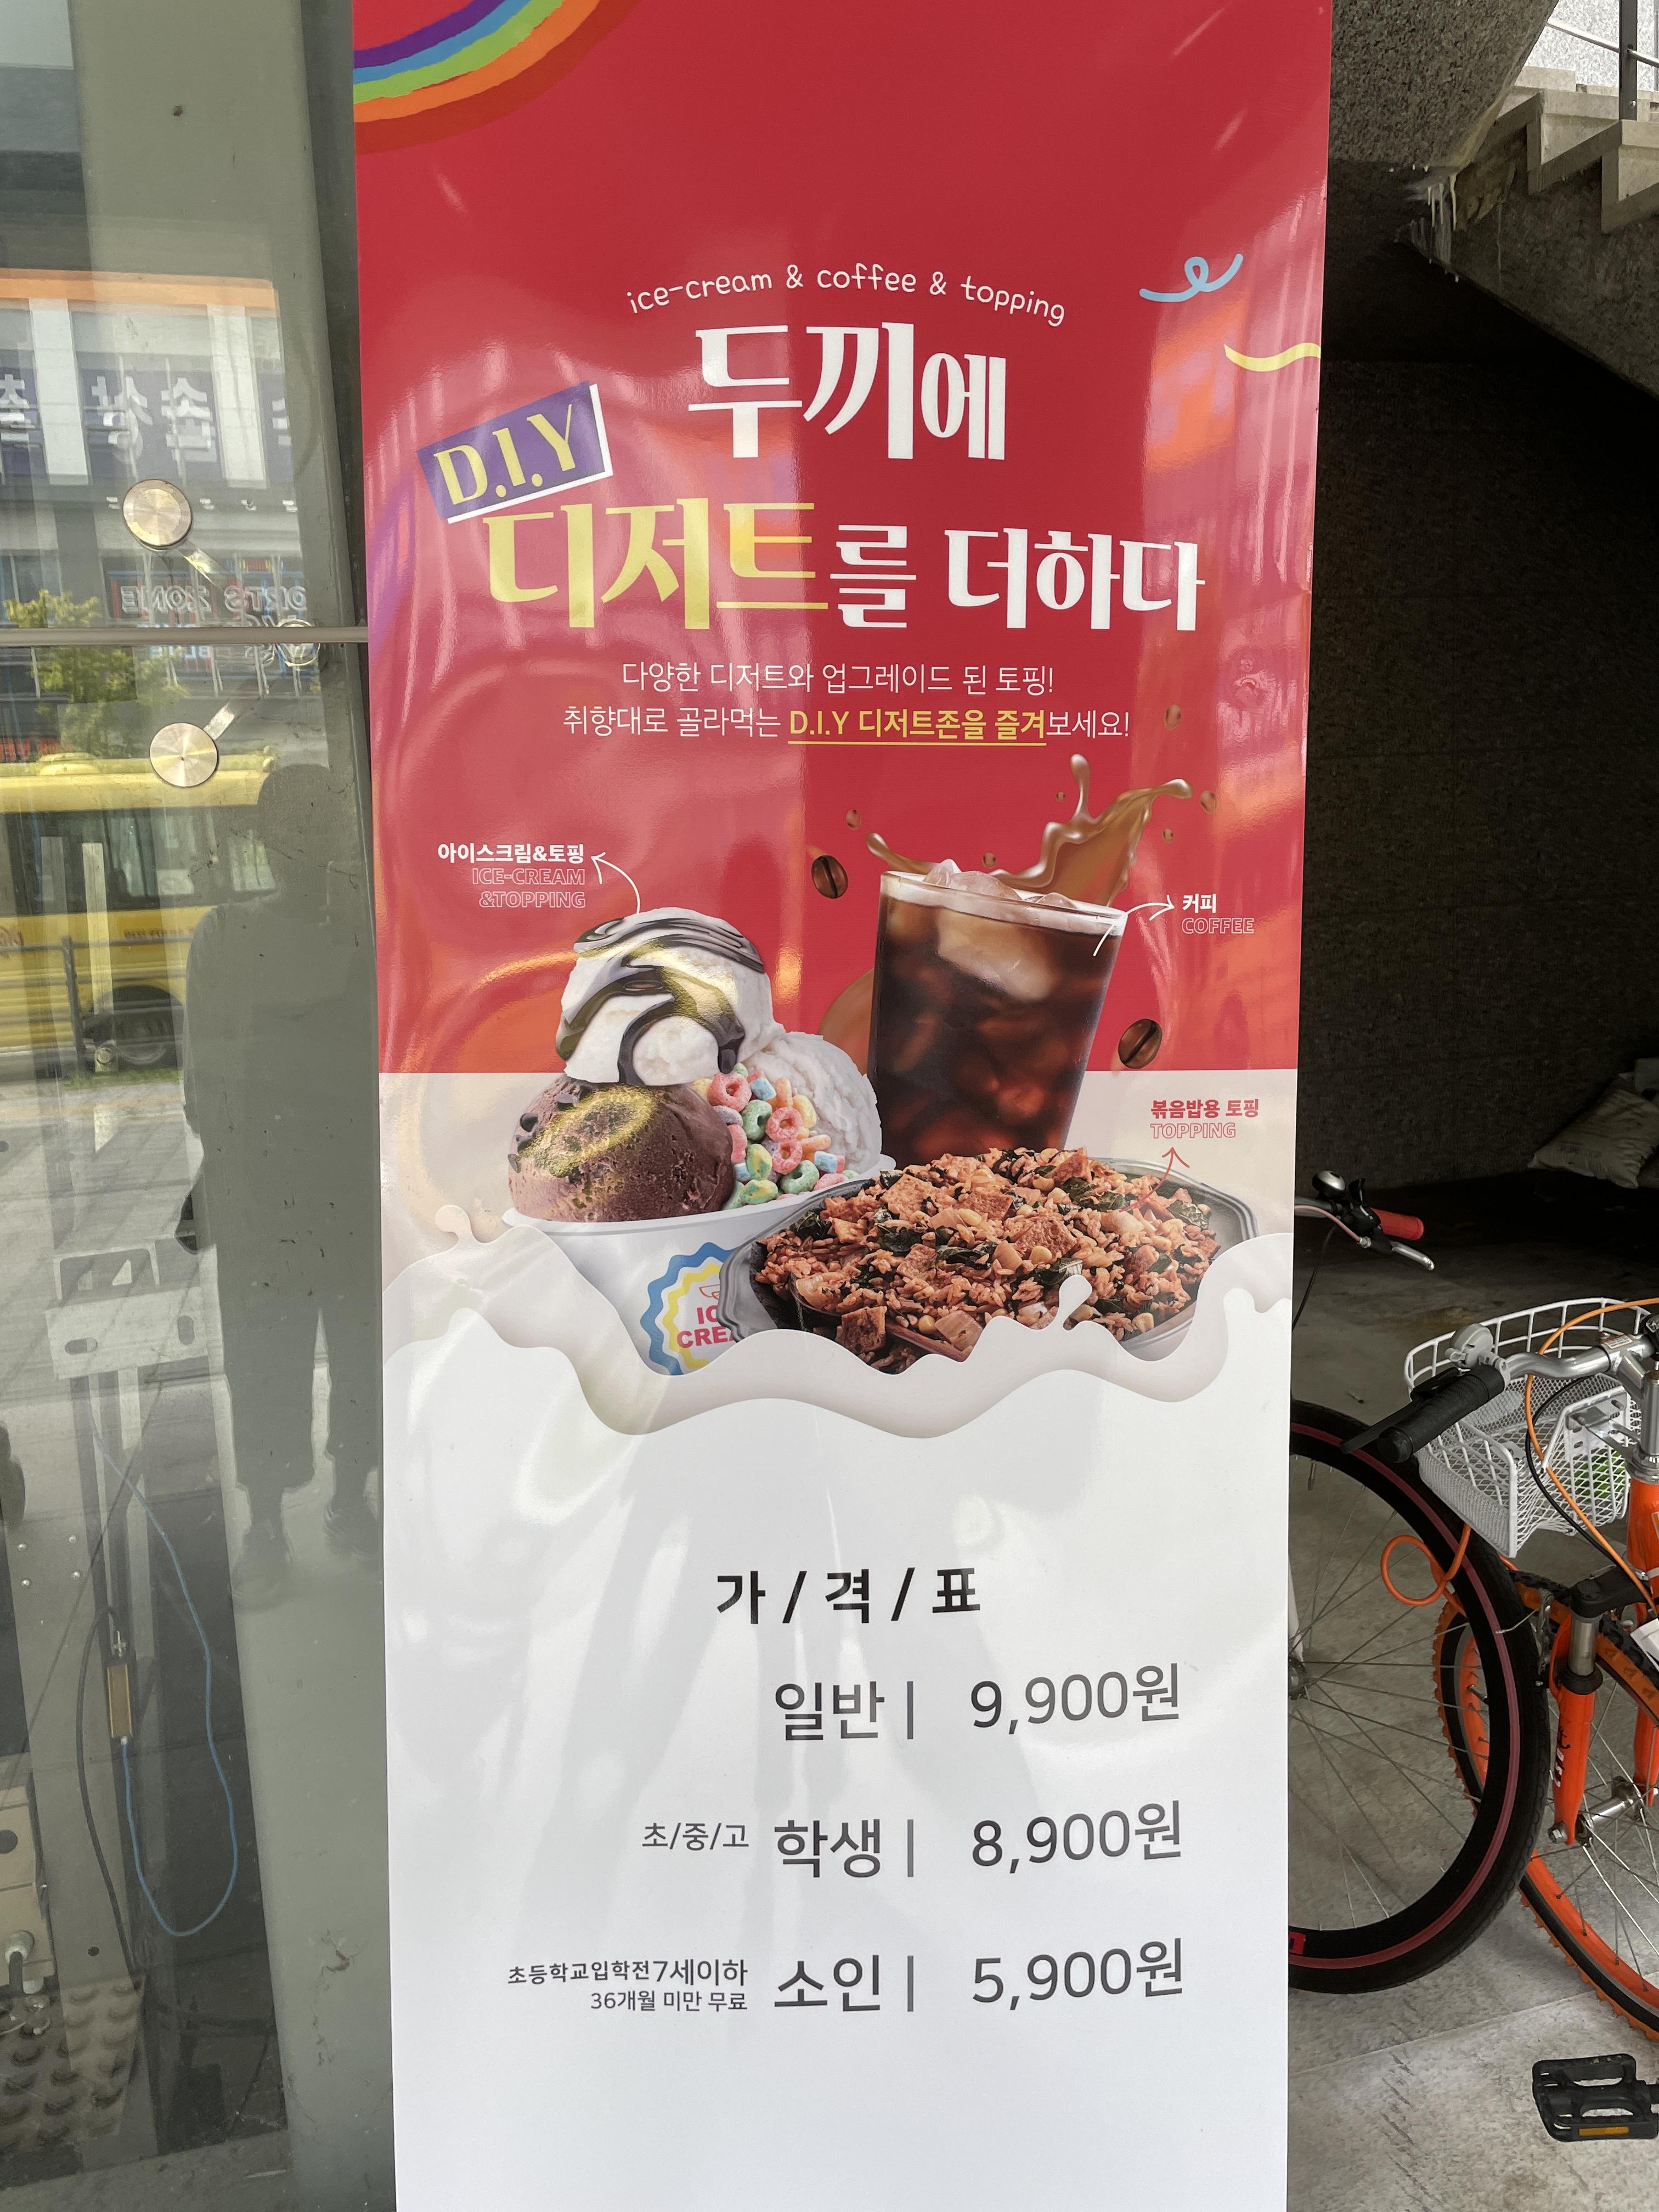 ice-cream & coffee & topping
두끼에
D.I.Y
디저트를 더하다
다양한 디저트와 업그레이드 된 토핑!
취향대로 골라먹는 D.I.Y 디저트존을 즐겨보세요!
아이스크림&토핑
ICE-CREAM
&TOPPING
커피
COFFEE
볶음밥용 토핑
TOPPING
가 / 격 / 표
일반 | 9,900원
초/중/고 학생 | 8,900원
초등학교입학전7세이하
36개월 미만 무료
소인 | 5,900원